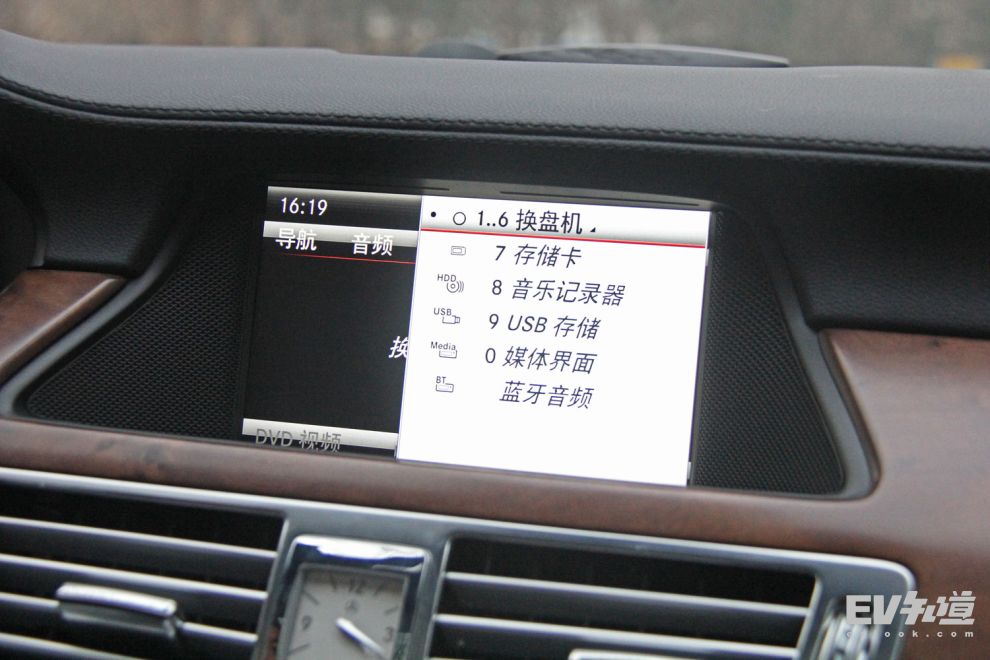 16:19
导航 音频
1..6 换盘机
7 存储卡
HDD 8 音乐记录器
USB 9 USB 存储
Media 0 媒体界面
BT 蓝牙音频
换
DVD 视频
12
3
EV知道